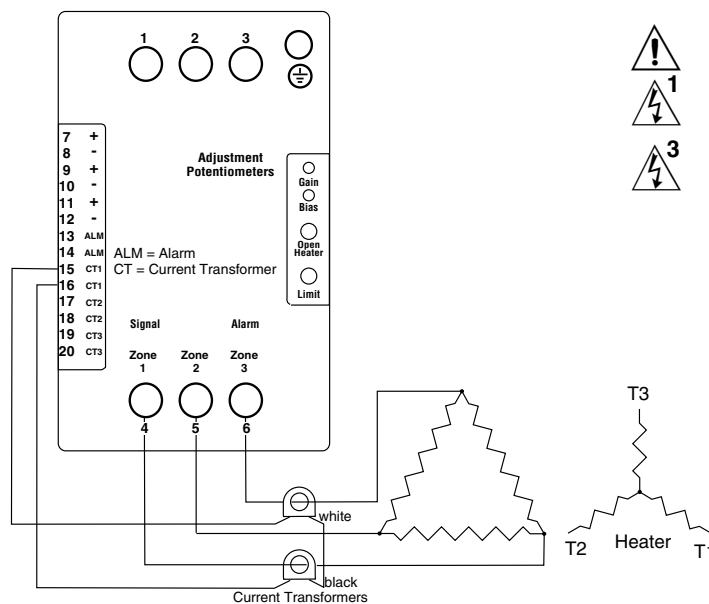 1 2 3
1
3
7 +
8 -
9 +
10 -
11 +
12 -
13 ALM
14 ALM
15 CT1
16 CT1
17 CT2
18 CT2
19 CT3
20 CT3
Adjustment
Potentiometers
Gain
Bias
Open
Heater
Limit
ALM = Alarm
CT = Current Transformer
Signal Alarm
Zone Zone Zone
1 2 3
4 5 6
white
black
Current Transformers
T3
T2 Heater T1